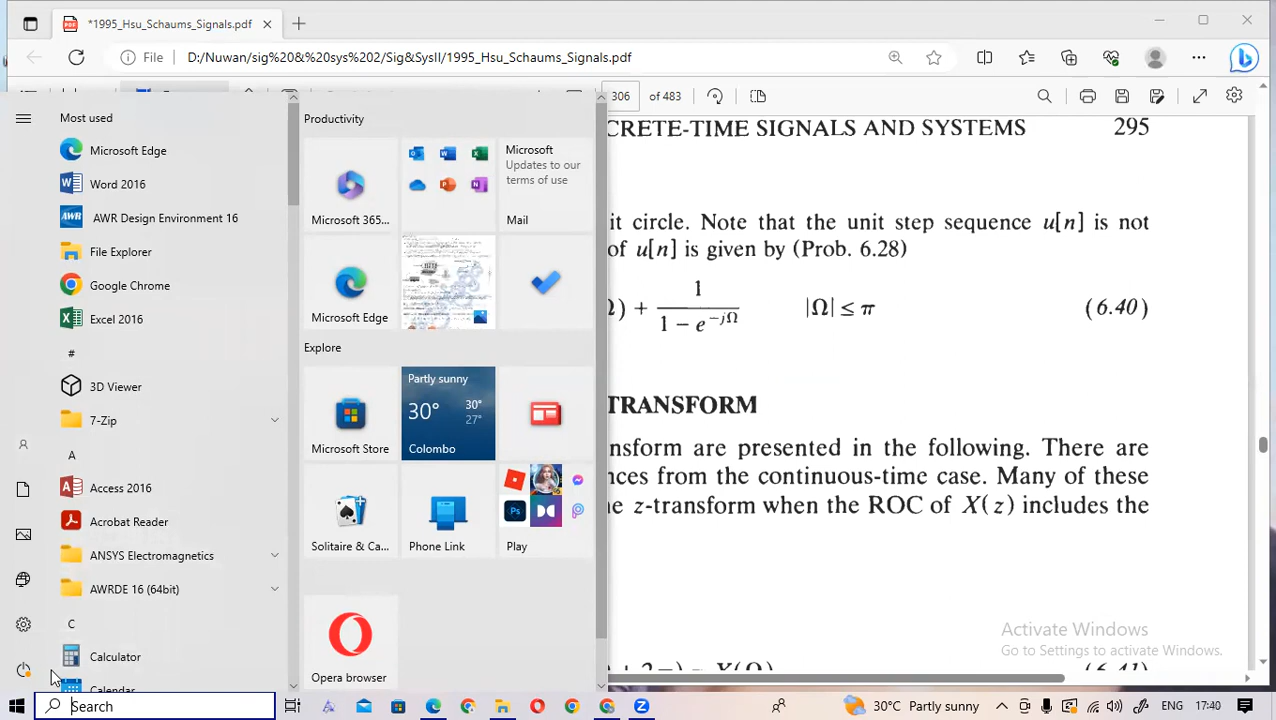 *1995_Hsu_Schaums_Signals.pdf
File D:/Nuwan/sig%20&%20sys%202/Sig&SysII/1995_Hsu_Schaums_Signals.pdf
306 of 483
Most used
Microsoft Edge
Word 2016
AWR AWR Design Environment 16
File Explorer
Google Chrome
Excel 2016
#
3D Viewer
7-Zip
A
Access 2016
Acrobat Reader
ANSYS Electromagnetics
AWRDE 16 (64bit)
C
Calculator
Calendar
Productivity
Microsoft 365...
Microsoft
Updates to our
terms of use
Mail
Microsoft Edge
Explore
Microsoft Store
Partly sunny
30° 30°
27°
Colombo
Solitaire & Ca...
Phone Link
Play
Opera browser
CRETE-TIME SIGNALS AND SYSTEMS 295
it circle. Note that the unit step sequence u[n] is not
of u[n] is given by (Prob. 6.28)
Ω) + 1 / (1 − e^{−jΩ}) |Ω| ≤ π (6.40)
TRANSFORM
nsform are presented in the following. There are
nces from the continuous-time case. Many of these
e z-transform when the ROC of X(z) includes the
Activate Windows
Go to Settings to activate Windows.
+ 2π) = X(Ω) (6.41)
Search
30°C Partly sunny ENG 17:40